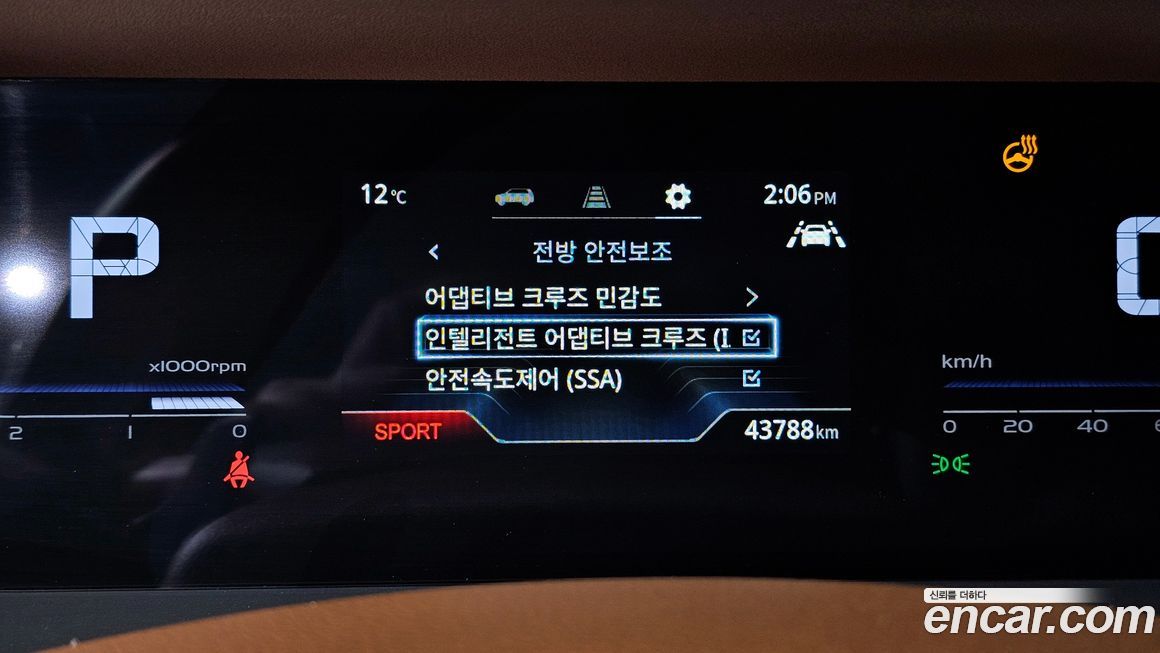 12℃
2:06 PM
P
전방 안전보조
어댑티브 크루즈 민감도
인텔리전트 어댑티브 크루즈 (I
안전속도제어 (SSA)
x1000rpm
2 1 0
SPORT
43788km
km/h
0 20 40
신뢰를 더하다
encar.com